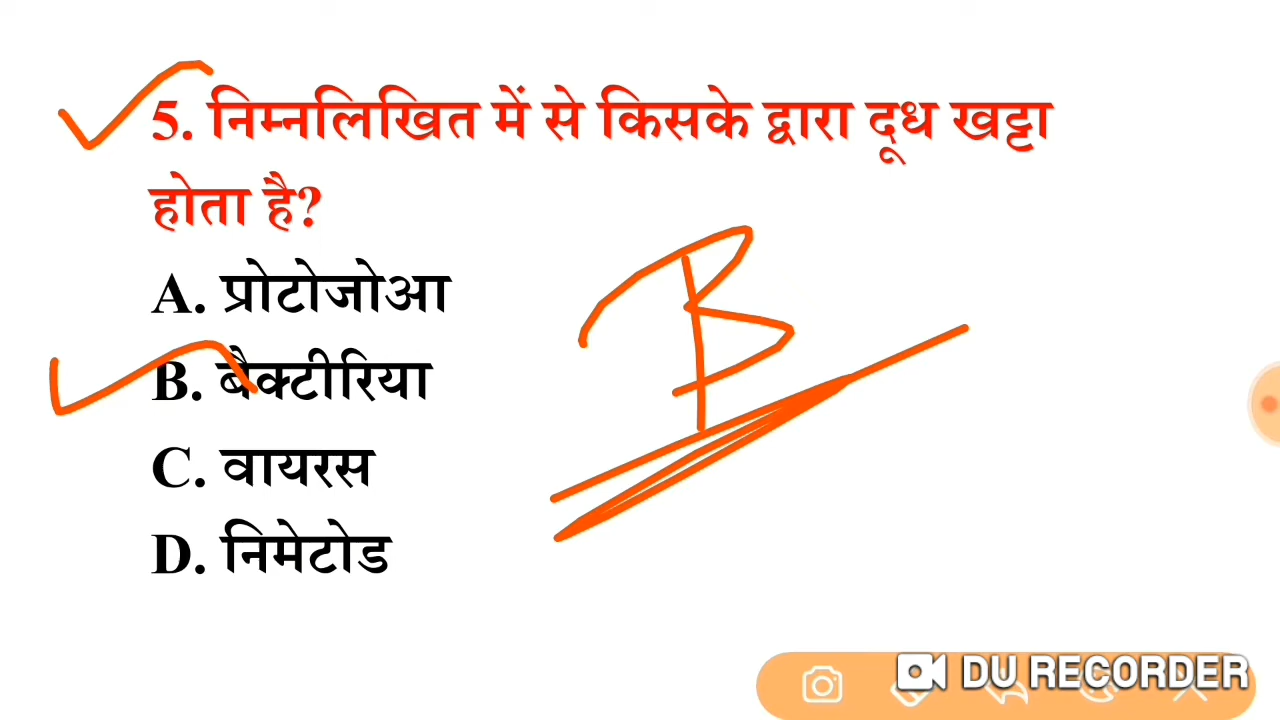 5. निम्नलिखित में से किसके द्वारा दूध खट्टा
होता है?
A. प्रोटोजोआ
B. बैक्टीरिया
C. वायरस
D. निमेटोड
B
DU RECORDER